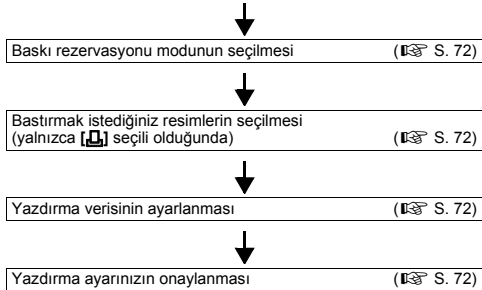 Baskı rezervasyonu modunun seçilmesi (☞ S. 72)
Bastırmak istediğiniz resimlerin seçilmesi
(yalnızca [凸] seçili olduğunda) (☞ S. 72)
Yazdırma verisinin ayarlanması (☞ S. 72)
Yazdırma ayarınızın onaylanması (☞ S. 72)